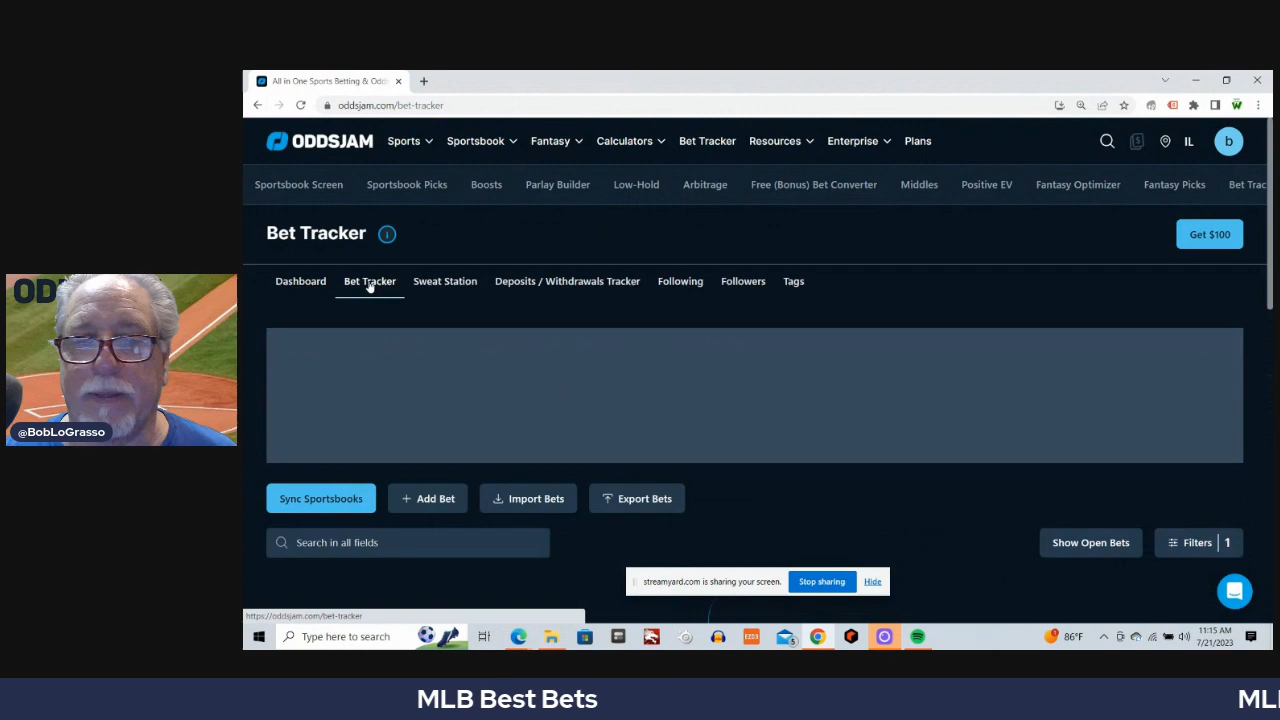 All in One Sports Betting & Odds
oddsjam.com/bet-tracker
ODDSJAM Sports Sportsbook Fantasy Calculators Bet Tracker Resources Enterprise Plans IL b
Sportsbook Screen Sportsbook Picks Boosts Parlay Builder Low-Hold Arbitrage Free (Bonus) Bet Converter Middles Positive EV Fantasy Optimizer Fantasy Picks Bet Trac
Bet Tracker
Get $100
Dashboard Bet Tracker Sweat Station Deposits / Withdrawals Tracker Following Followers Tags
OD
@BobLoGrasso
Sync Sportsbooks + Add Bet Import Bets Export Bets
Search in all fields Show Open Bets Filters 1
streamyard.com is sharing your screen. Stop sharing Hide
https://oddsjam.com/bet-tracker
Type here to search EZD3 5 86°F 11:15 AM
7/21/2023
MLB Best Bets ML